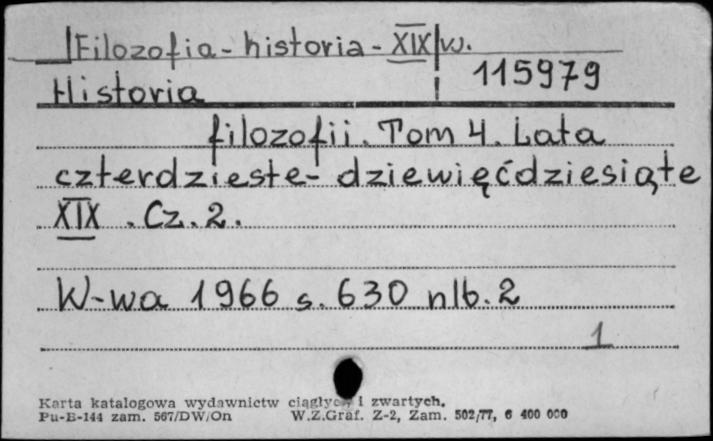 Filozofia - historia - XIX w.
115979
Historia
filozofii. Tom 4. Lata
czterdzieste - dziewięćdziesiąte
XIX. Cz. 2.
W-wa 1966 s. 630 nlb. 2
1
Karta katalogowa wydawnictw ciągłych i zwartych.
Pu-B-144 zam. 567/DW/On W.Z.Graf. Z-2, Zam. 502/77, 6 400 000